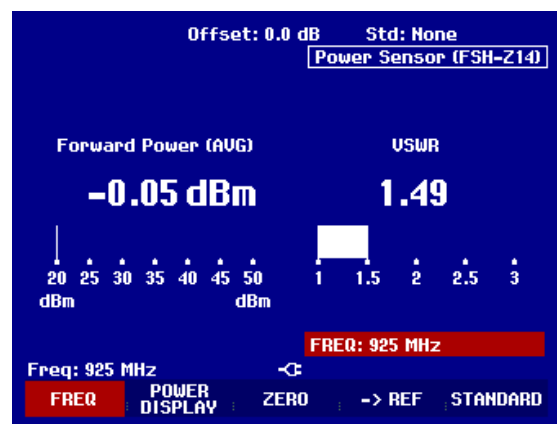 Offset: 0.0 dB Std: None
Power Sensor (FSH-Z14)
Forward Power (AVG) VSWR
-0.05 dBm 1.49
20 25 30 35 40 45 50 1 1.5 2 2.5 3
dBm dBm
FREQ: 925 MHz
Freq: 925 MHz
FREQ POWER DISPLAY ZERO -> REF STANDARD